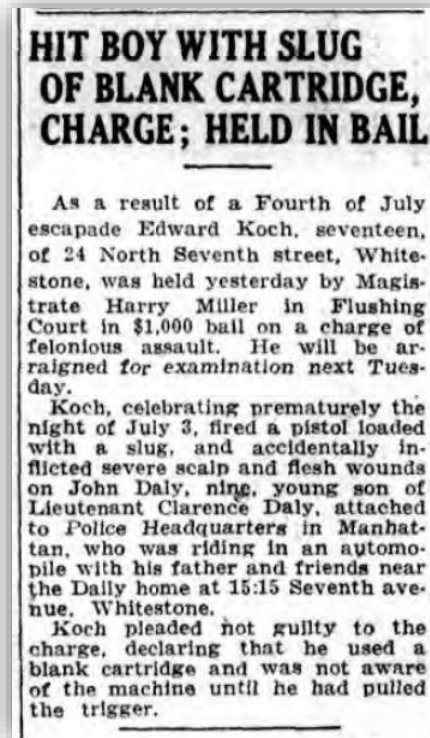 HIT BOY WITH SLUG
OF BLANK CARTRIDGE,
CHARGE; HELD IN BAIL
As a result of a Fourth of July
escapade Edward Koch, seventeen,
of 24 North Seventh street, White-
stone, was held yesterday by Magis-
trate Harry Miller in Flushing
Court in $1,000 bail on a charge of
felonious assault. He will be ar-
raigned for examination next Tues-
day.
Koch, celebrating prematurely the
night of July 3, fired a pistol loaded
with a slug, and accidentally in-
flicted severe scalp and flesh wounds
on John Daly, nine, young son of
Lieutenant Clarence Daly, attached
to Police Headquarters in Manhat-
tan, who was riding in an automo-
pile with his father and friends near
the Daily home at 15:15 Seventh ave-
nue, Whitestone.
Koch pleaded not guilty to the
charge, declaring that he used a
blank cartridge and was not aware
of the machine until he had pulled
the trigger.